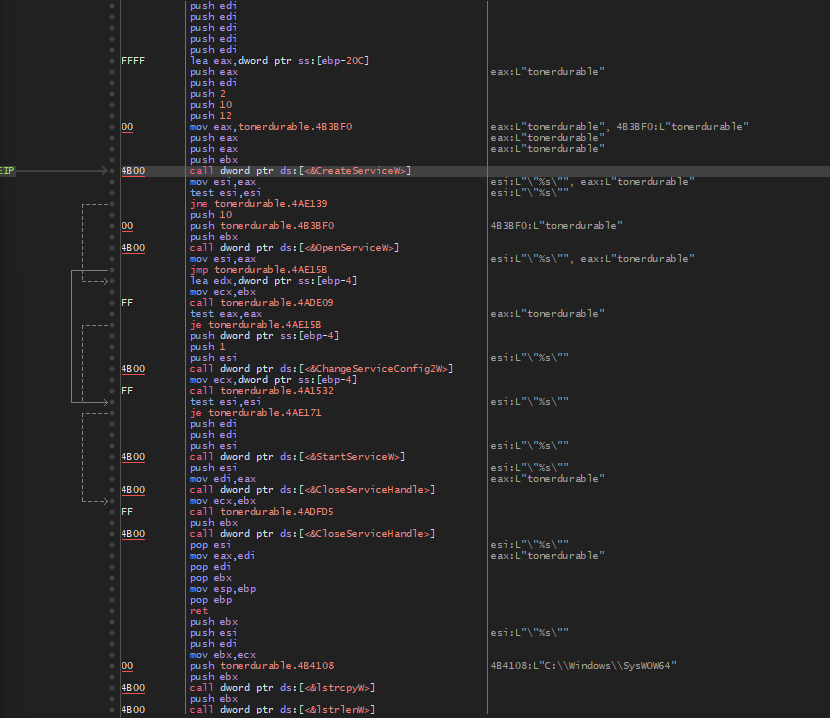 push edi
push edi
push edi
push edi
push edi
FFFF lea eax,dword ptr ss:[ebp-20C]
push eax eax:L"tonerdurable"
push edi
push 2
push 10
push 12
00 mov eax,tonerdurable.4B3BF0 eax:L"tonerdurable", 4B3BF0:L"tonerdurable"
push eax eax:L"tonerdurable"
push eax eax:L"tonerdurable"
push ebx
EIP 4B00 call dword ptr ds:[<&CreateServiceW>]
mov esi,eax esi:L"\"%s\"", eax:L"tonerdurable"
test esi,esi esi:L"\"%s\""
jne tonerdurable.4AE139
push 10
00 push tonerdurable.4B3BF0 4B3BF0:L"tonerdurable"
push ebx
4B00 call dword ptr ds:[<&OpenServiceW>]
mov esi,eax esi:L"\"%s\"", eax:L"tonerdurable"
jmp tonerdurable.4AE15B
lea edx,dword ptr ss:[ebp-4]
mov ecx,ebx
FF call tonerdurable.4ADE09
test eax,eax eax:L"tonerdurable"
je tonerdurable.4AE15B
push dword ptr ss:[ebp-4]
push 1
push esi esi:L"\"%s\""
4B00 call dword ptr ds:[<&ChangeServiceConfig2W>]
mov ecx,dword ptr ss:[ebp-4]
FF call tonerdurable.4A1532
test esi,esi esi:L"\"%s\""
je tonerdurable.4AE171
push edi
push edi
push esi esi:L"\"%s\""
4B00 call dword ptr ds:[<&StartServiceW>]
push esi esi:L"\"%s\""
mov edi,eax eax:L"tonerdurable"
4B00 call dword ptr ds:[<&CloseServiceHandle>]
mov ecx,ebx
FF call tonerdurable.4ADFD5
push ebx
4B00 call dword ptr ds:[<&CloseServiceHandle>]
pop esi esi:L"\"%s\""
mov eax,edi eax:L"tonerdurable"
pop edi
pop ebx
mov esp,ebp
pop ebp
ret
push ebx
push esi esi:L"\"%s\""
push edi
mov ebx,ecx
00 push tonerdurable.4B4108 4B4108:L"C:\\Windows\\SysWOW64"
push ebx
4B00 call dword ptr ds:[<&lstrcpyW>]
push ebx
4B00 call dword ptr ds:[<&lstrlenW>]